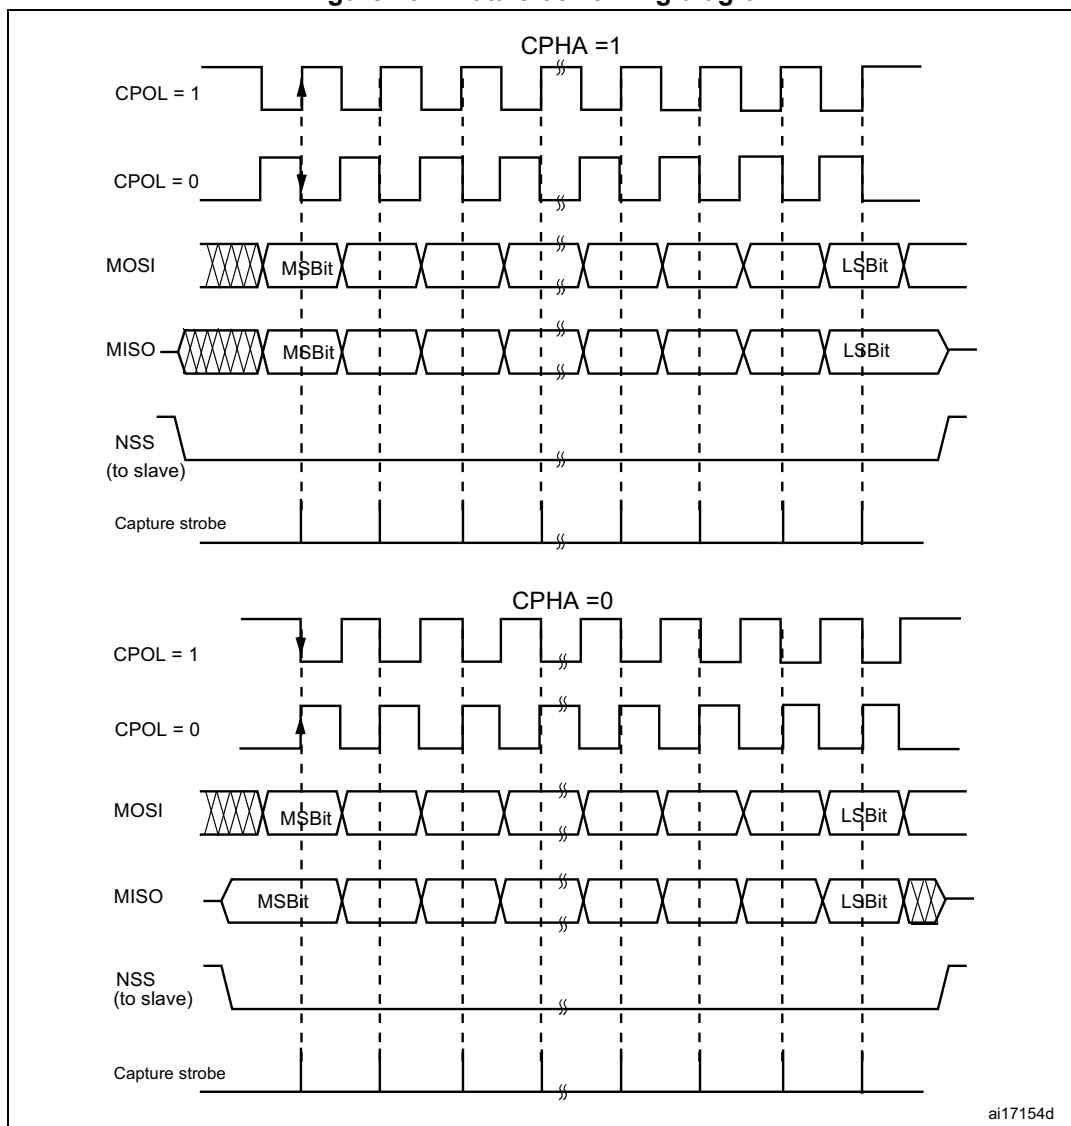 CPHA =1
CPOL = 1
CPOL = 0
MOSI
MSBit
LSBit
MISO
MSBit
LSBit
NSS
(to slave)
Capture strobe
CPHA =0
CPOL = 1
CPOL = 0
MOSI
MSBit
LSBit
MISO
MSBit
LSBit
NSS
(to slave)
Capture strobe
ai17154d